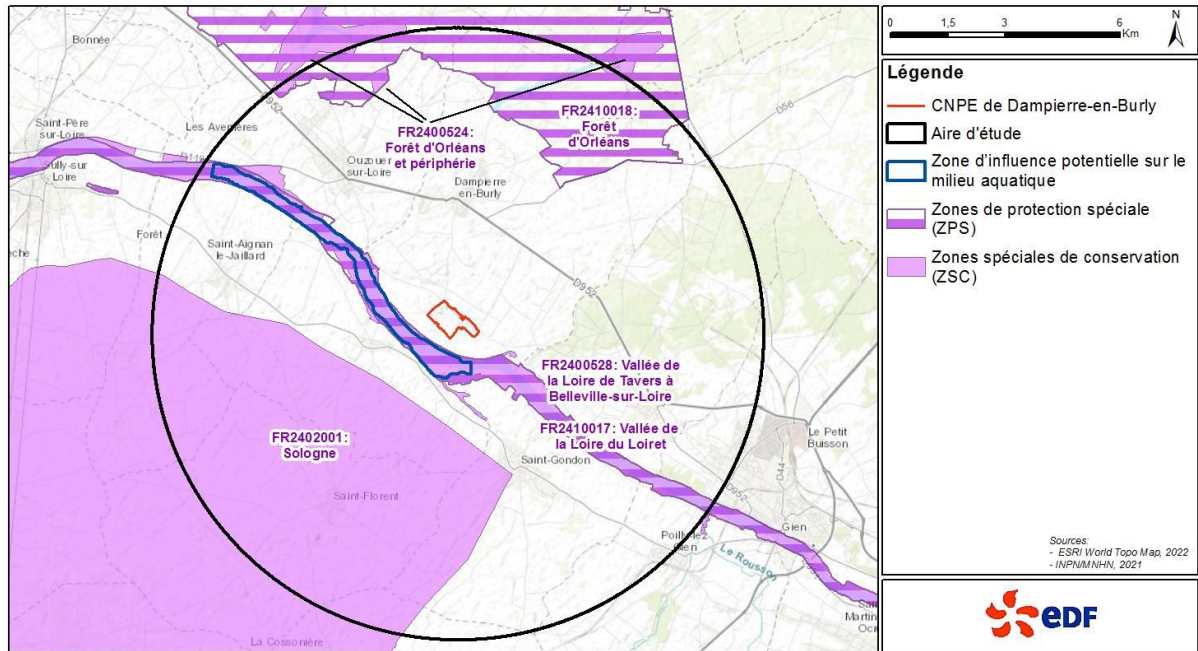 Bonnée
D952
D56
Saint-Père
sur-Loire
Les Avenières
FR2400524:
Forêt d'Orléans
et périphérie
FR2410018:
Forêt
d'Orléans
Sully-sur
Loire
Ouzouer
sur-Loire
Dampierre
en-Burly
Forêt
Saint-Aignan
le-Jaillard
D952
FR2400528: Vallée de
la Loire de Tavers à
Belleville-sur-Loire
FR2410017: Vallée de
la Loire du Loiret
Le Petit
Buisson
FR2402001:
Sologne
Saint-Gondon
D44
D952
Saint-Florent
Gien
Poilly-lez
Gien
Le Rousson
La Cossonière
0 1,5 3 6
Km
N
Légende
CNPE de Dampierre-en-Burly
Aire d'étude
Zone d'influence potentielle sur le
milieu aquatique
Zones de protection spéciale
(ZPS)
Zones spéciales de conservation
(ZSC)
Sources:
- ESRI World Topo Map, 2022
- INPN/MNHN, 2021
eDF